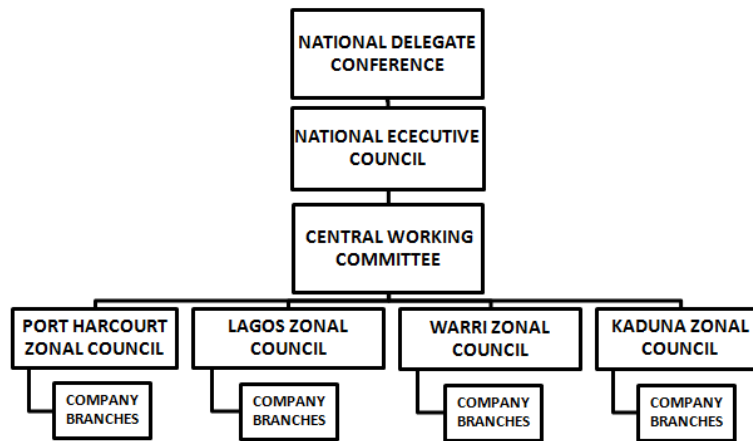 NATIONAL DELEGATE
CONFERENCE
NATIONAL ECECUTIVE
COUNCIL
CENTRAL WORKING
COMMITTEE
PORT HARCOURT
ZONAL COUNCIL
LAGOS ZONAL
COUNCIL
WARRI ZONAL
COUNCIL
KADUNA ZONAL
COUNCIL
COMPANY
BRANCHES
COMPANY
BRANCHES
COMPANY
BRANCHES
COMPANY
BRANCHES